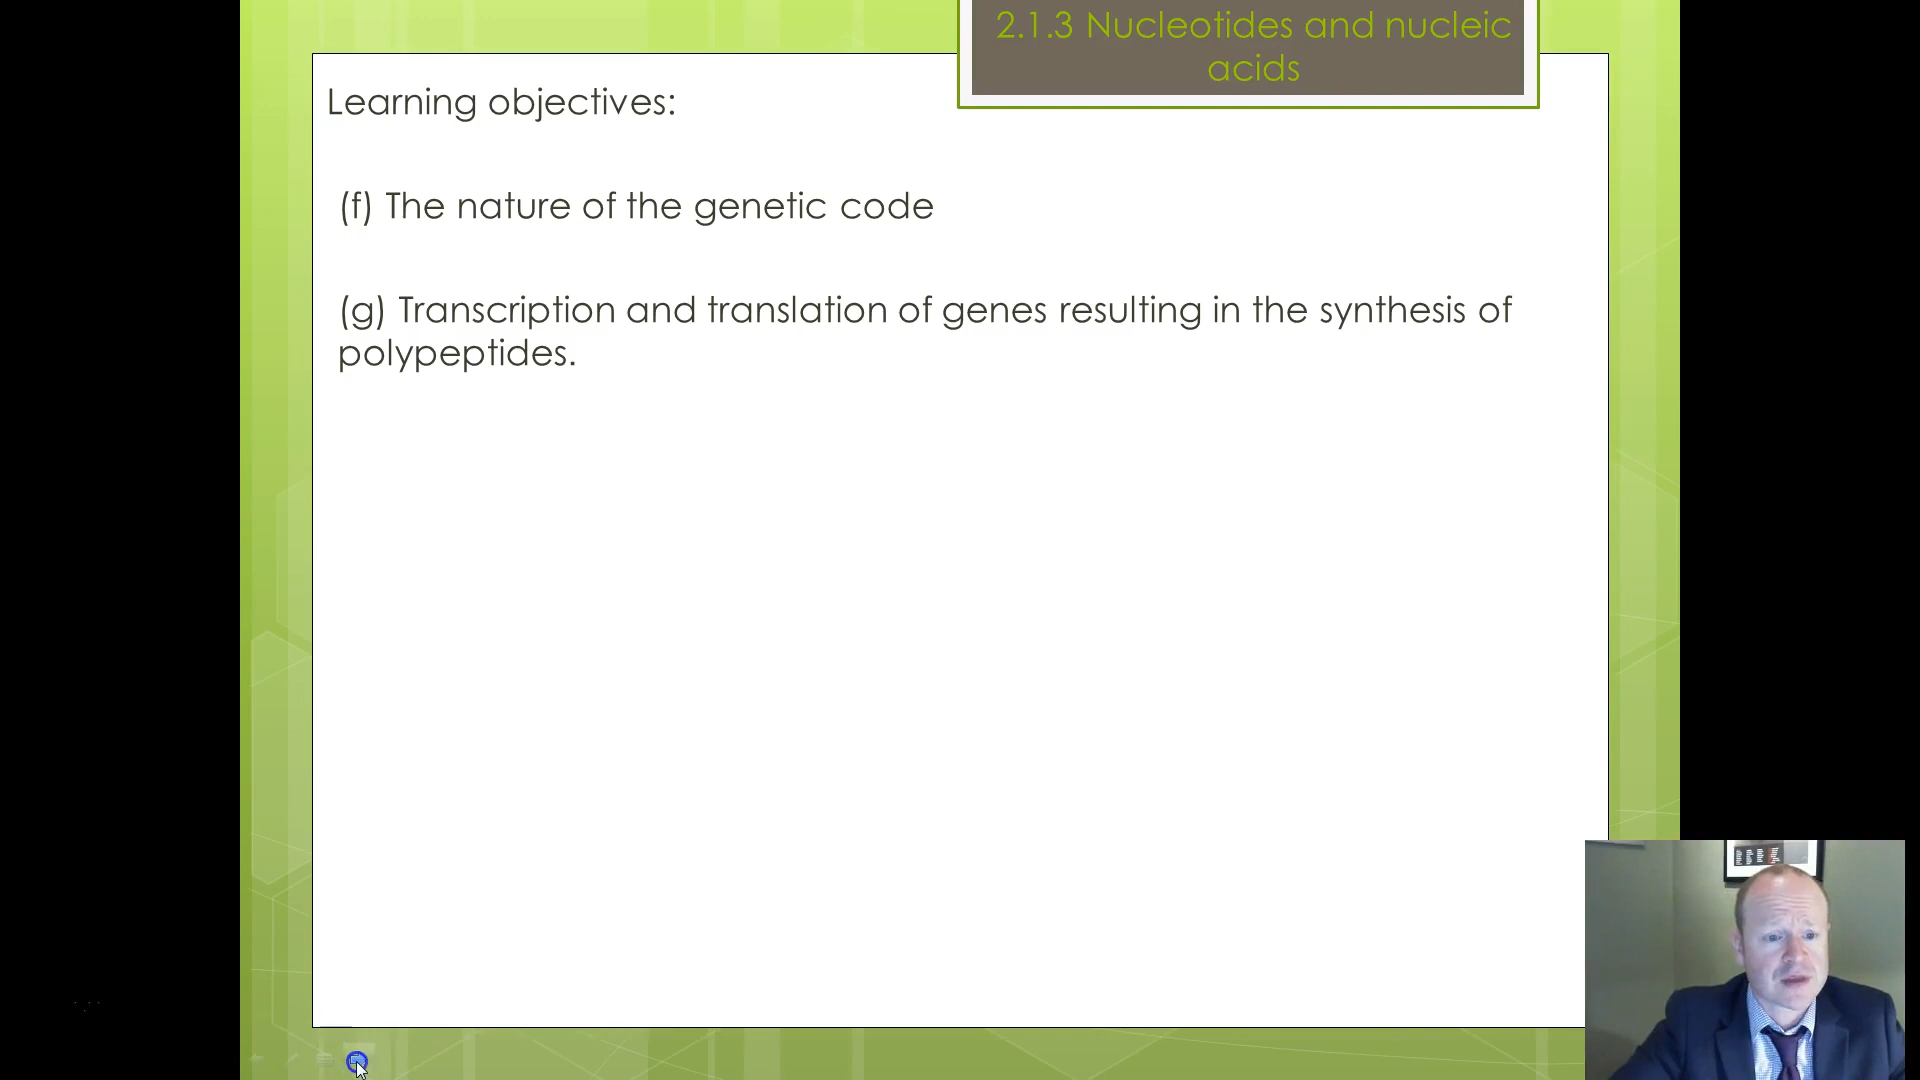 2.1.3 Nucleotides and nucleic
acids
Learning objectives:
(f) The nature of the genetic code
(g) Transcription and translation of genes resulting in the synthesis of
polypeptides.